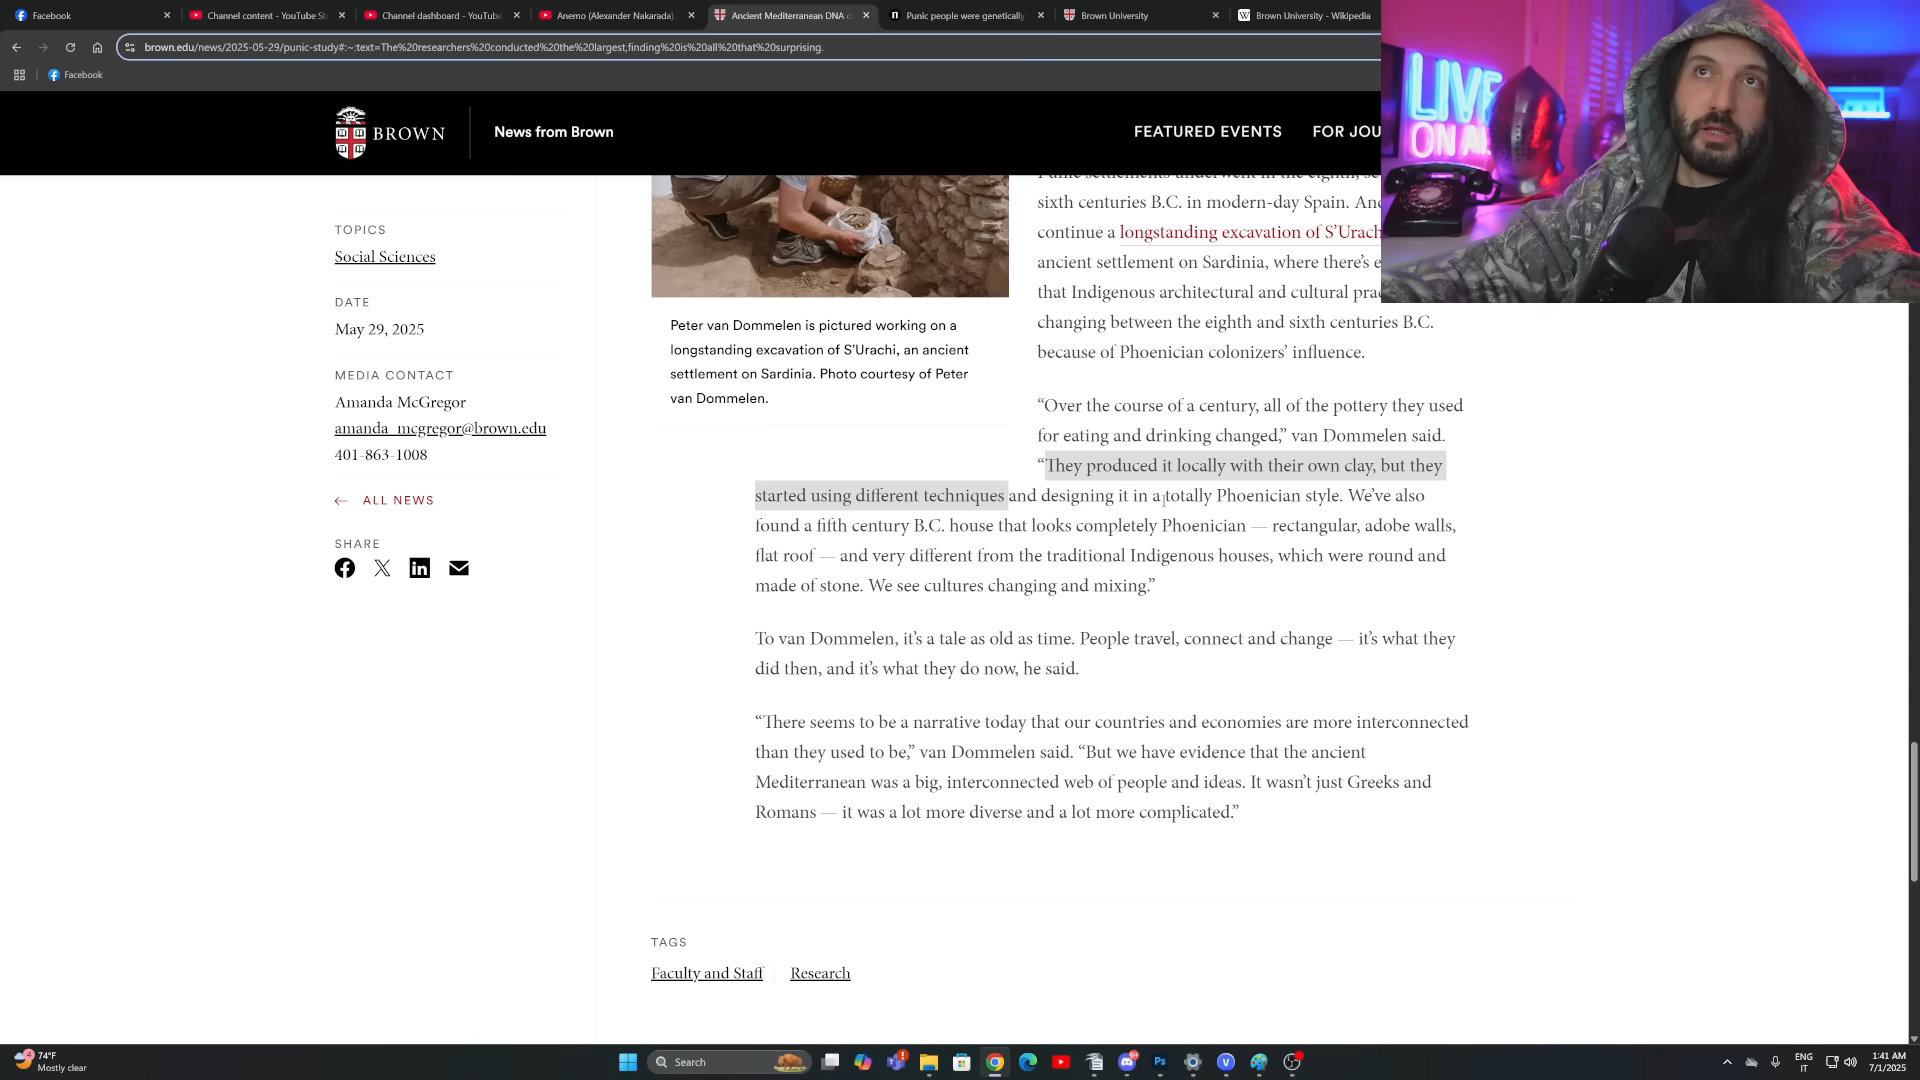 Facebook
Channel content - YouTube St
Channel dashboard - YouTube
Anemo (Alexander Nakarada)
Ancient Mediterranean DNA
Punic people were genetically
Brown University
Brown University - Wikipedia
brown.edu/news/2025-05-29/punic-study#:~:text=The%20researchers%20conducted%20the%20largest,finding%20is%20all%20that%20surprising.
Facebook
LIVE
ON
BROWN
News from Brown
FEATURED EVENTS
FOR JOU
TOPICS
Social Sciences
DATE
May 29, 2025
MEDIA CONTACT
Amanda McGregor
amanda_mcgregor@brown.edu
401-863-1008
← ALL NEWS
SHARE
Peter van Dommelen is pictured working on a
longstanding excavation of S’Urachi, an ancient
settlement on Sardinia. Photo courtesy of Peter
van Dommelen.
Punic settlements underwent in the eighth,
sixth centuries B.C. in modern-day Spain. And
continue a longstanding excavation of S’Urach
ancient settlement on Sardinia, where there’s e
that Indigenous architectural and cultural prac
changing between the eighth and sixth centuries B.C.
because of Phoenician colonizers’ influence.
“Over the course of a century, all of the pottery they used
for eating and drinking changed,” van Dommelen said.
“They produced it locally with their own clay, but they
started using different techniques and designing it in a totally Phoenician style. We’ve also
found a fifth century B.C. house that looks completely Phoenician — rectangular, adobe walls,
flat roof — and very different from the traditional Indigenous houses, which were round and
made of stone. We see cultures changing and mixing.”
To van Dommelen, it’s a tale as old as time. People travel, connect and change — it’s what they
did then, and it’s what they do now, he said.
“There seems to be a narrative today that our countries and economies are more interconnected
than they used to be,” van Dommelen said. “But we have evidence that the ancient
Mediterranean was a big, interconnected web of people and ideas. It wasn’t just Greeks and
Romans — it was a lot more diverse and a lot more complicated.”
TAGS
Faculty and Staff
Research
74°F
Mostly clear
Search
ENG
IT
1:41 AM
7/1/2025